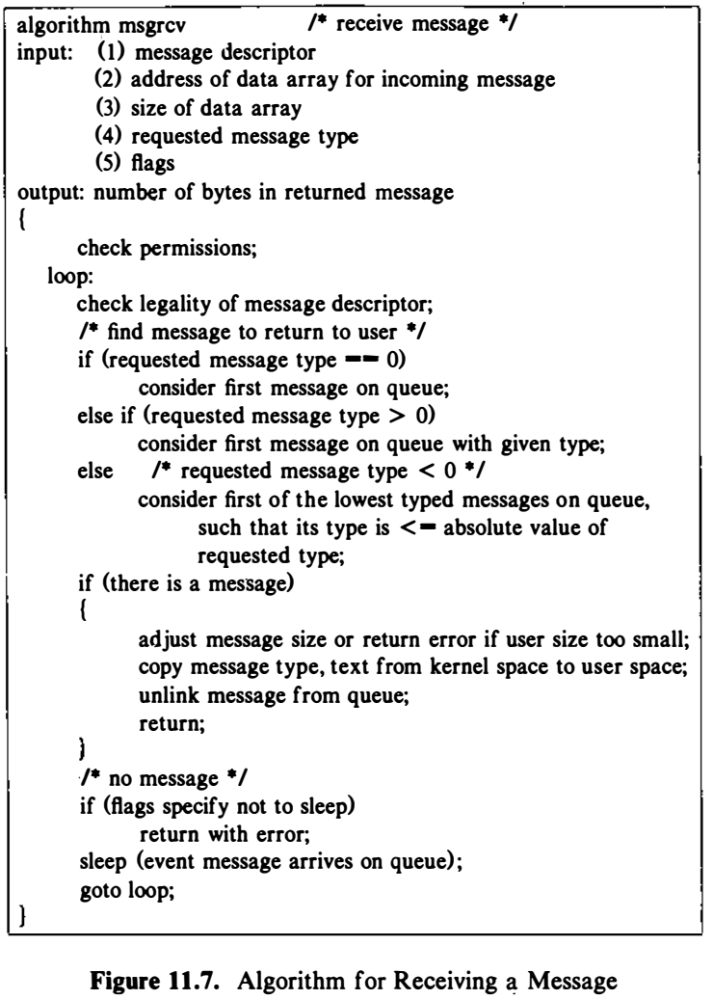 algorithm msgrcv /* receive message */
input: (1) message descriptor
(2) address of data array for incoming message
(3) size of data array
(4) requested message type
(5) flags
output: number of bytes in returned message
{
check permissions;
loop:
check legality of message descriptor;
/* find message to return to user */
if (requested message type == 0)
consider first message on queue;
else if (requested message type > 0)
consider first message on queue with given type;
else /* requested message type < 0 */
consider first of the lowest typed messages on queue,
such that its type is <= absolute value of
requested type;
if (there is a message)
{
adjust message size or return error if user size too small;
copy message type, text from kernel space to user space;
unlink message from queue;
return;
}
/* no message */
if (flags specify not to sleep)
return with error;
sleep (event message arrives on queue);
goto loop;
}
Figure 11.7. Algorithm for Receiving a Message